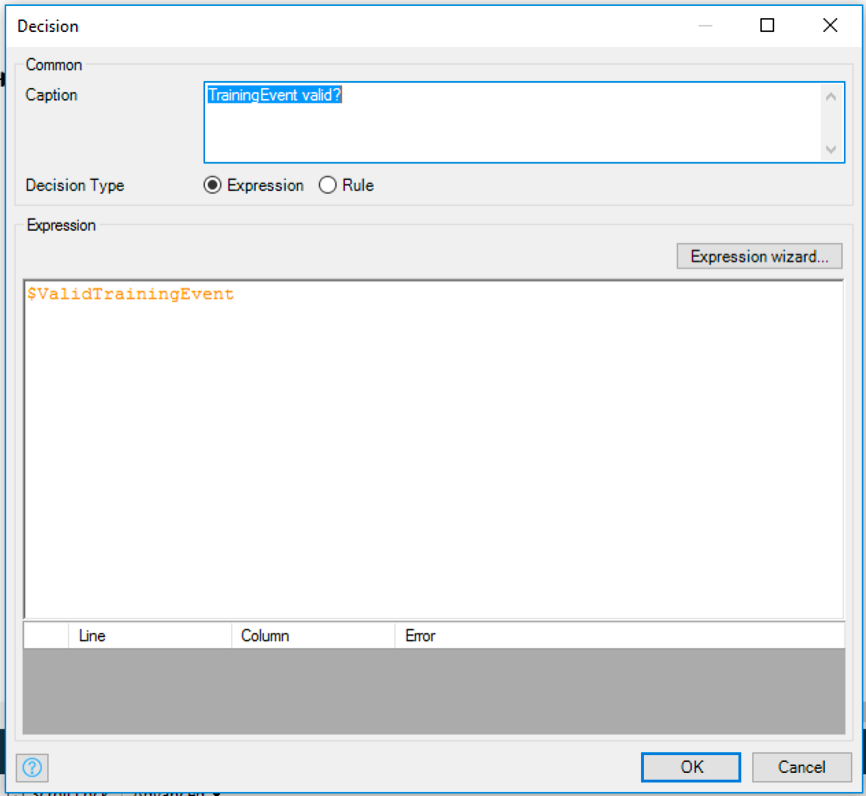 Decision
Common
Caption
TrainingEvent valid?
Decision Type
Expression Rule
Expression
Expression wizard...
$ValidTrainingEvent
Line Column Error
OK Cancel